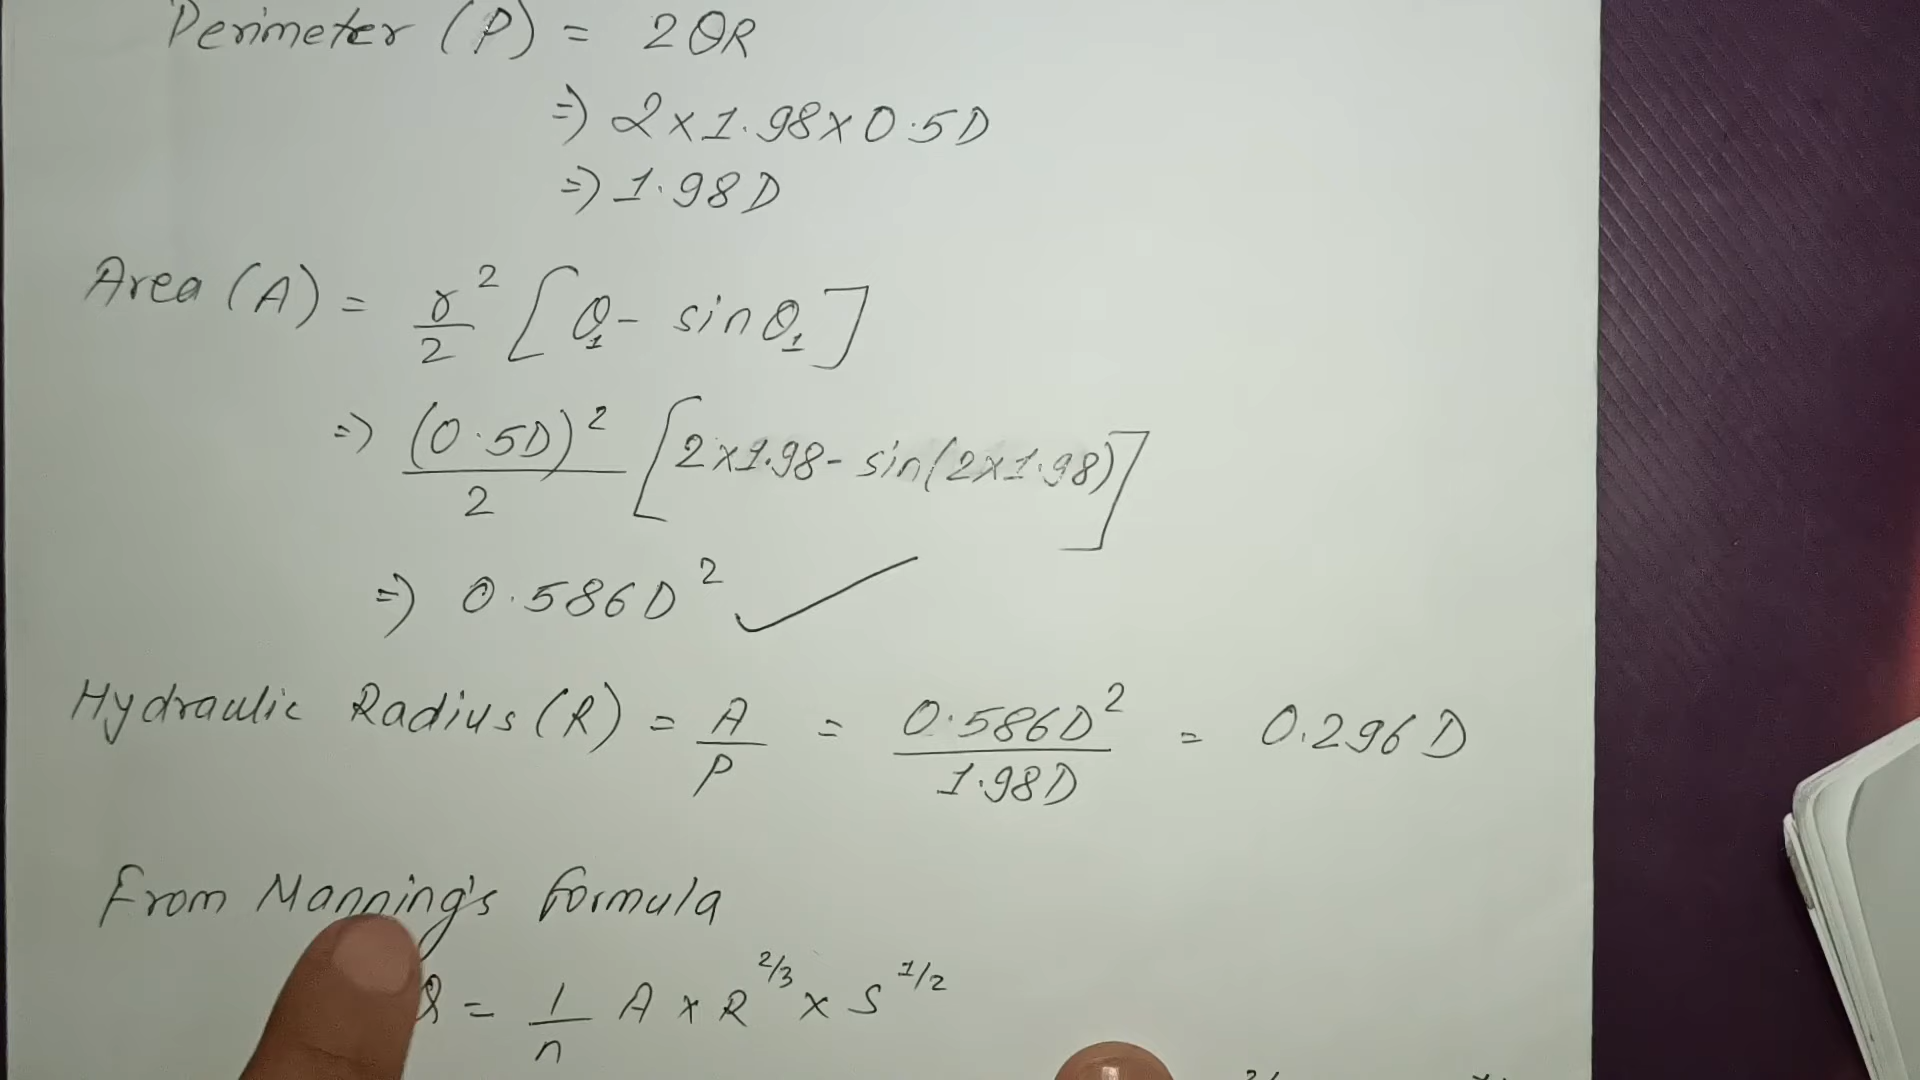 Perimeter (P) = 2θR
=) 2×1.98×0.5D
=) 1.98D
Area (A) = r²/2 [θ₁ - sinθ₁]
=) (0.5D)²/2 [2×1.98 - sin(2×1.98)]
=) 0.586D² ✓
Hydraulic Radius (R) = A/P = 0.586D²/1.98D = 0.296D
From Manning's formula
Q = 1/n A × R^2/3 × S^1/2